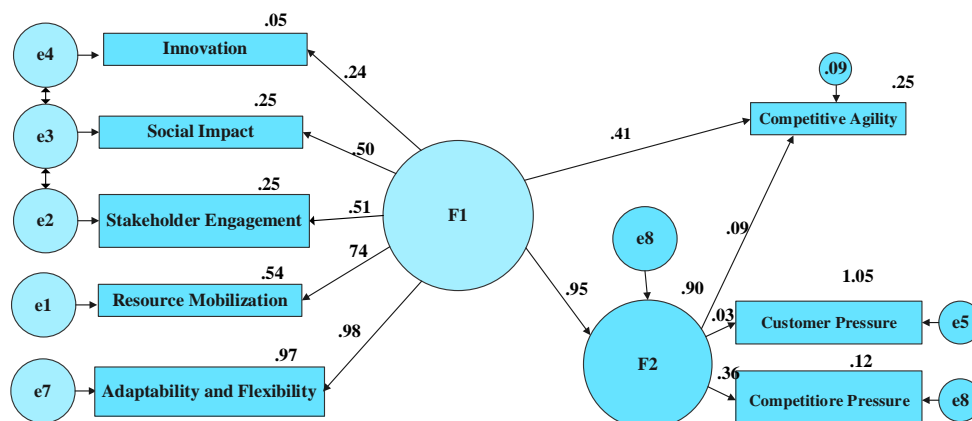 .05
e4
Innovation
.24
.09
.25
.25
e3
Social Impact
Competitive Agility
.41
.50
.25
e2
Stakeholder Engagement
.51
F1
.09
e8
74
.54
e1
Resource Mobilization
.95
.90
1.05
.03
Customer Pressure
e5
.98
.97
e7
Adaptability and Flexibility
F2
.36
.12
Competitiore Pressure
e8